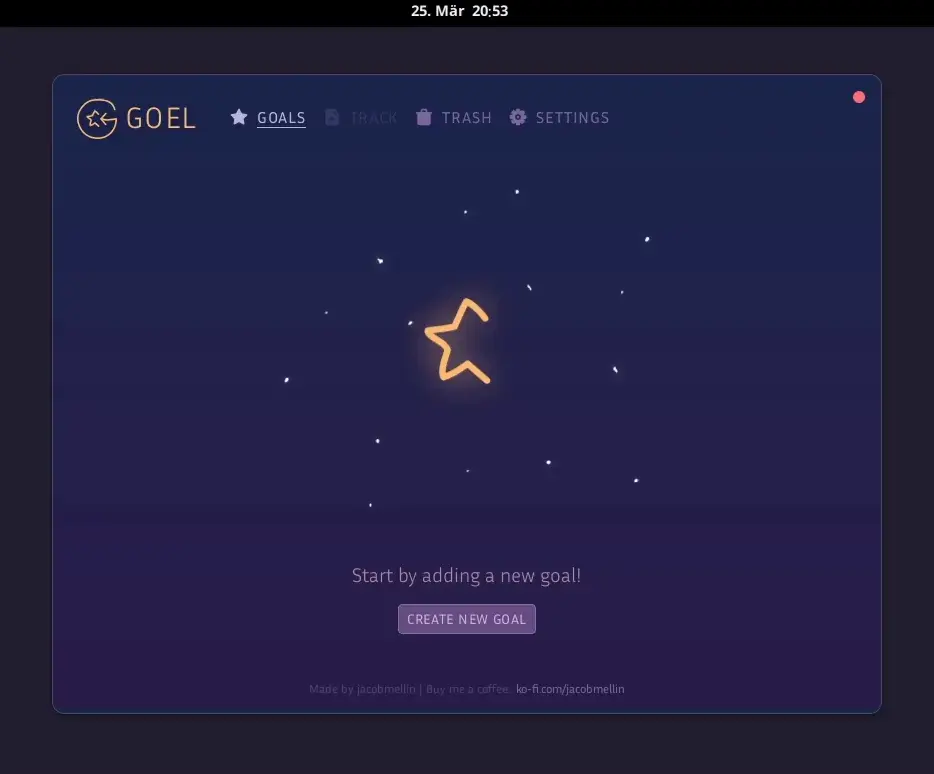 25. Mär 20:53
GOEL
GOALS TRACK TRASH SETTINGS
Start by adding a new goal!
CREATE NEW GOAL
Made by jacobmellin | Buy me a coffee: ko-fi.com/jacobmellin